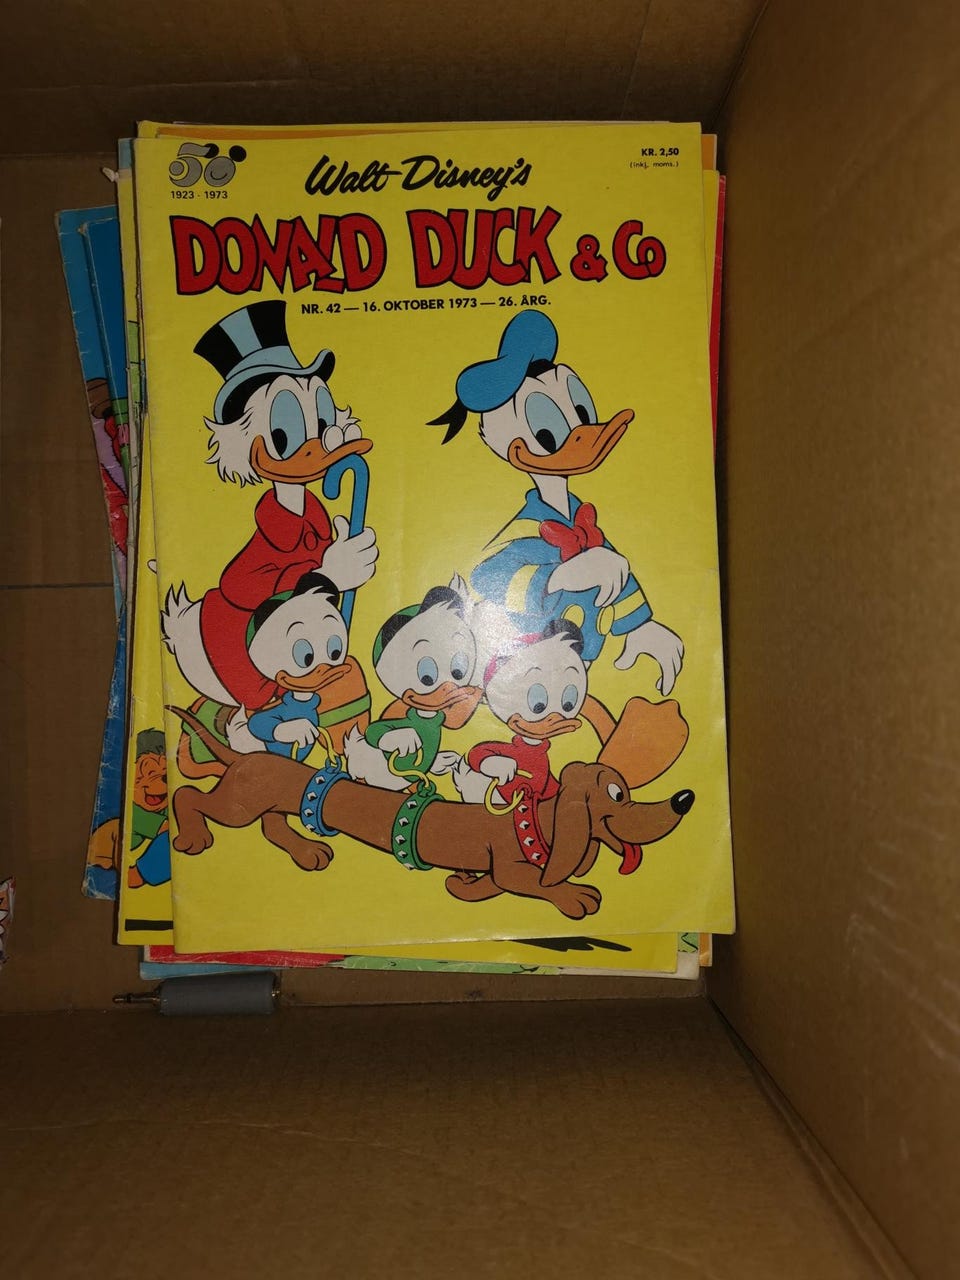 50
1923 - 1973
Walt Disney's
KR. 2,50
(inkj. moms.)
DONALD DUCK & Co
NR. 42 — 16. OKTOBER 1973 — 26. ÅRG.